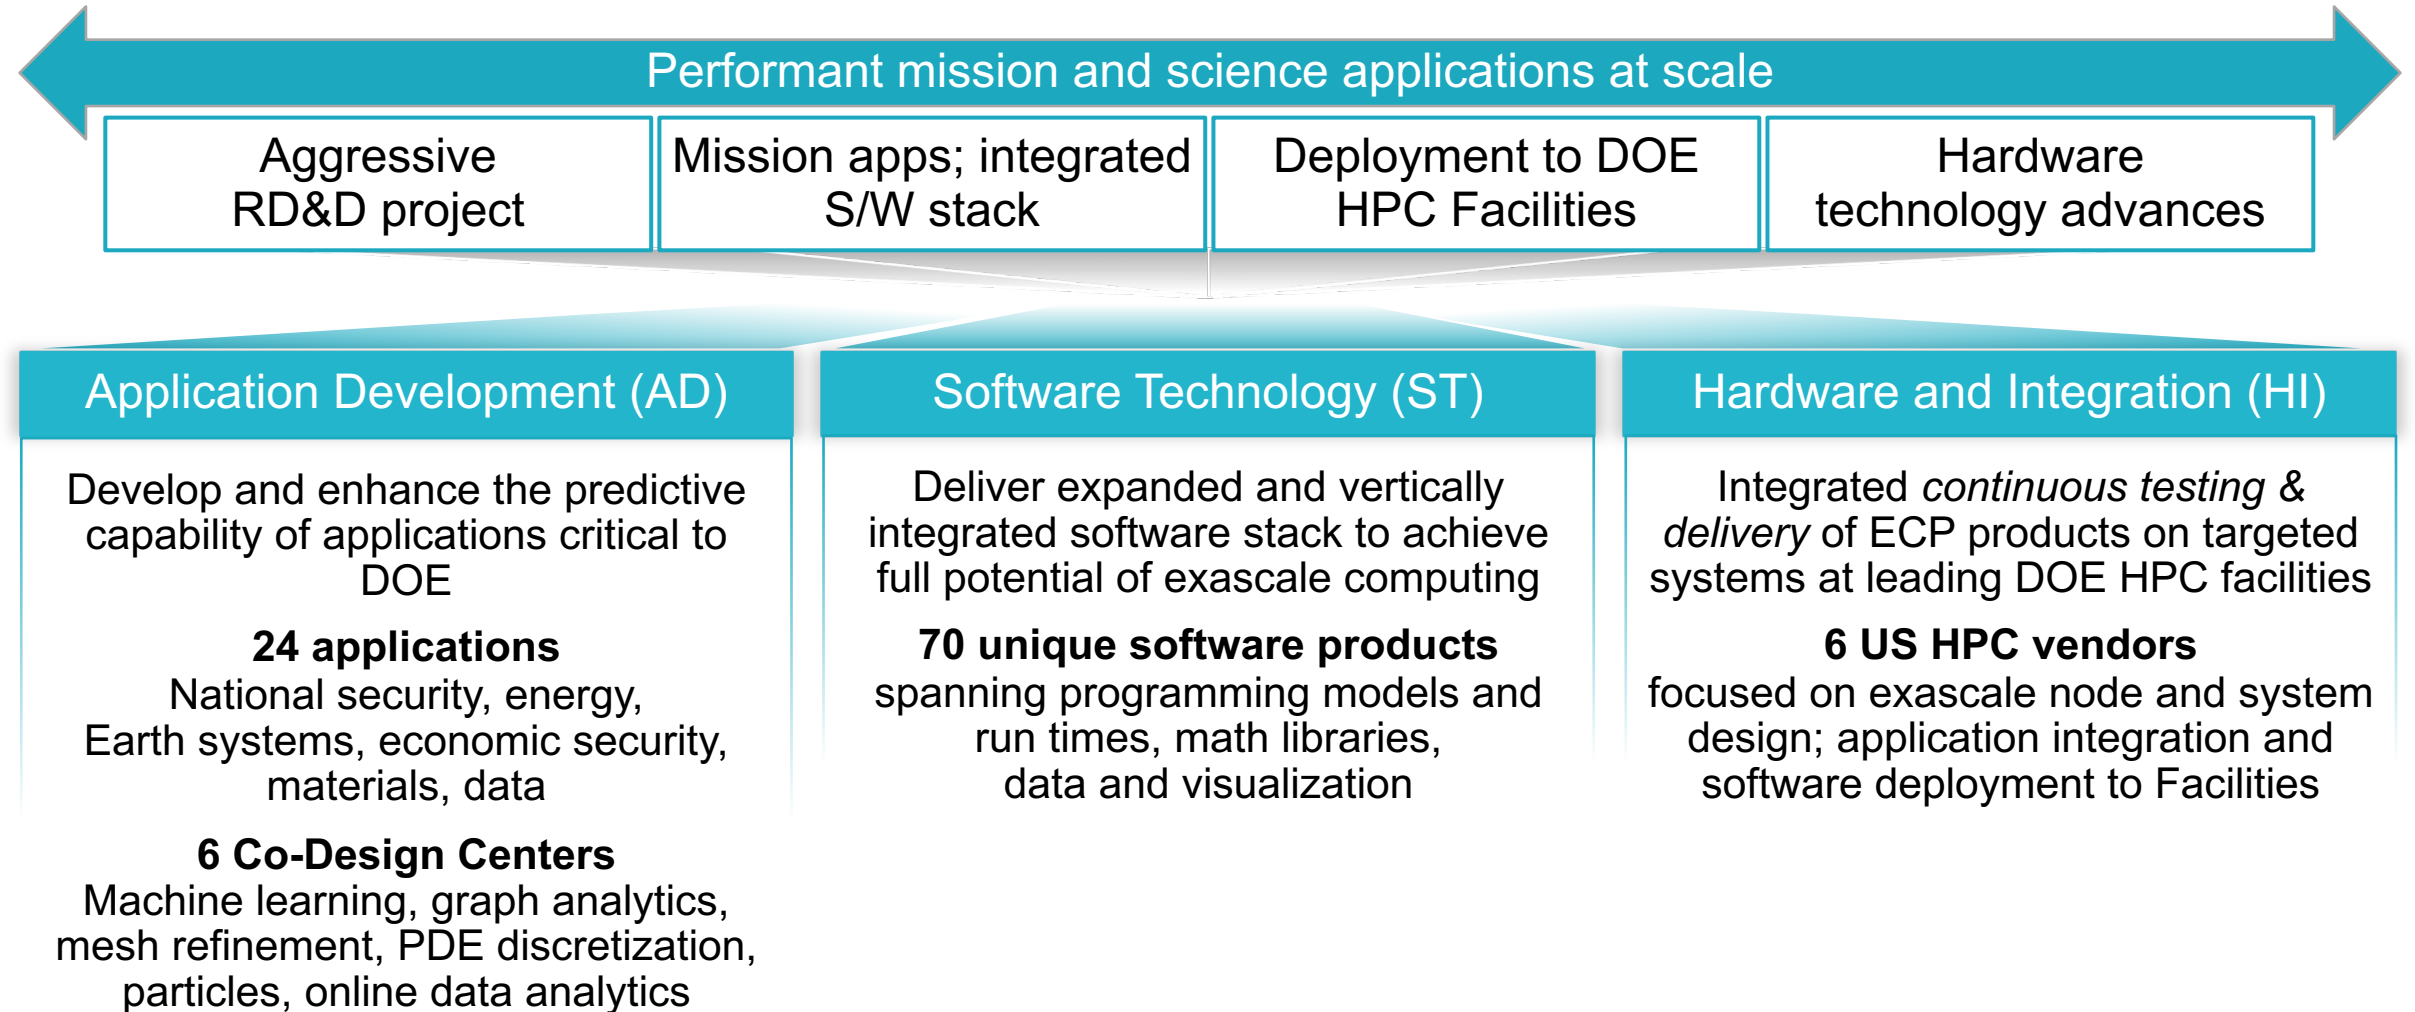 Performant mission and science applications at scale
Aggressive
RD&D project
Mission apps; integrated
S/W stack
Deployment to DOE
HPC Facilities
Hardware
technology advances
Application Development (AD)
Develop and enhance the predictive
capability of applications critical to
DOE
24 applications
National security, energy,
Earth systems, economic security,
materials, data
6 Co-Design Centers
Machine learning, graph analytics,
mesh refinement, PDE discretization,
particles, online data analytics
Software Technology (ST)
Deliver expanded and vertically
integrated software stack to achieve
full potential of exascale computing
70 unique software products
spanning programming models and
run times, math libraries,
data and visualization
Hardware and Integration (HI)
Integrated continuous testing &
delivery of ECP products on targeted
systems at leading DOE HPC facilities
6 US HPC vendors
focused on exascale node and system
design; application integration and
software deployment to Facilities